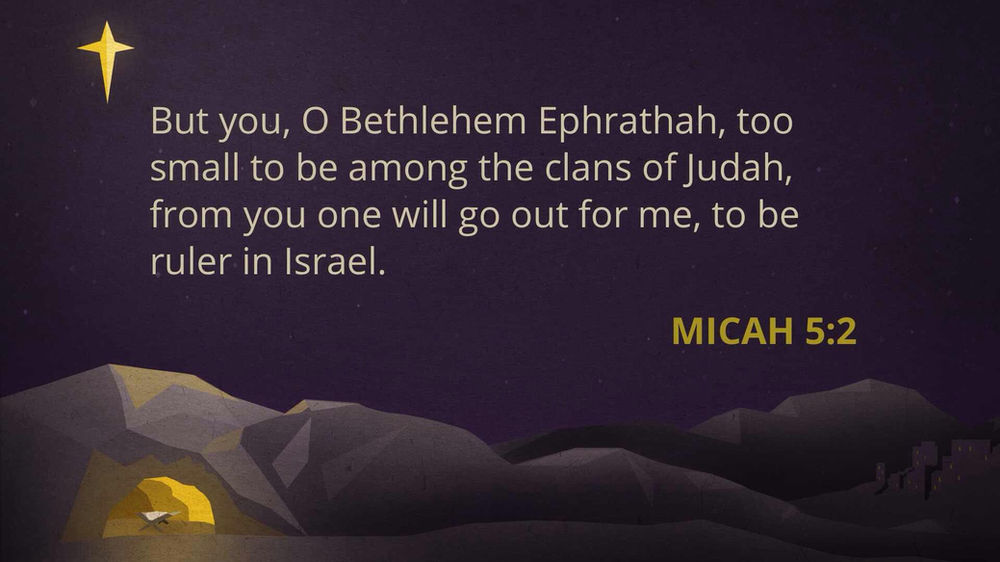 But you, O Bethlehem Ephrathah, too
small to be among the clans of Judah,
from you one will go out for me, to be
ruler in Israel.
MICAH 5:2